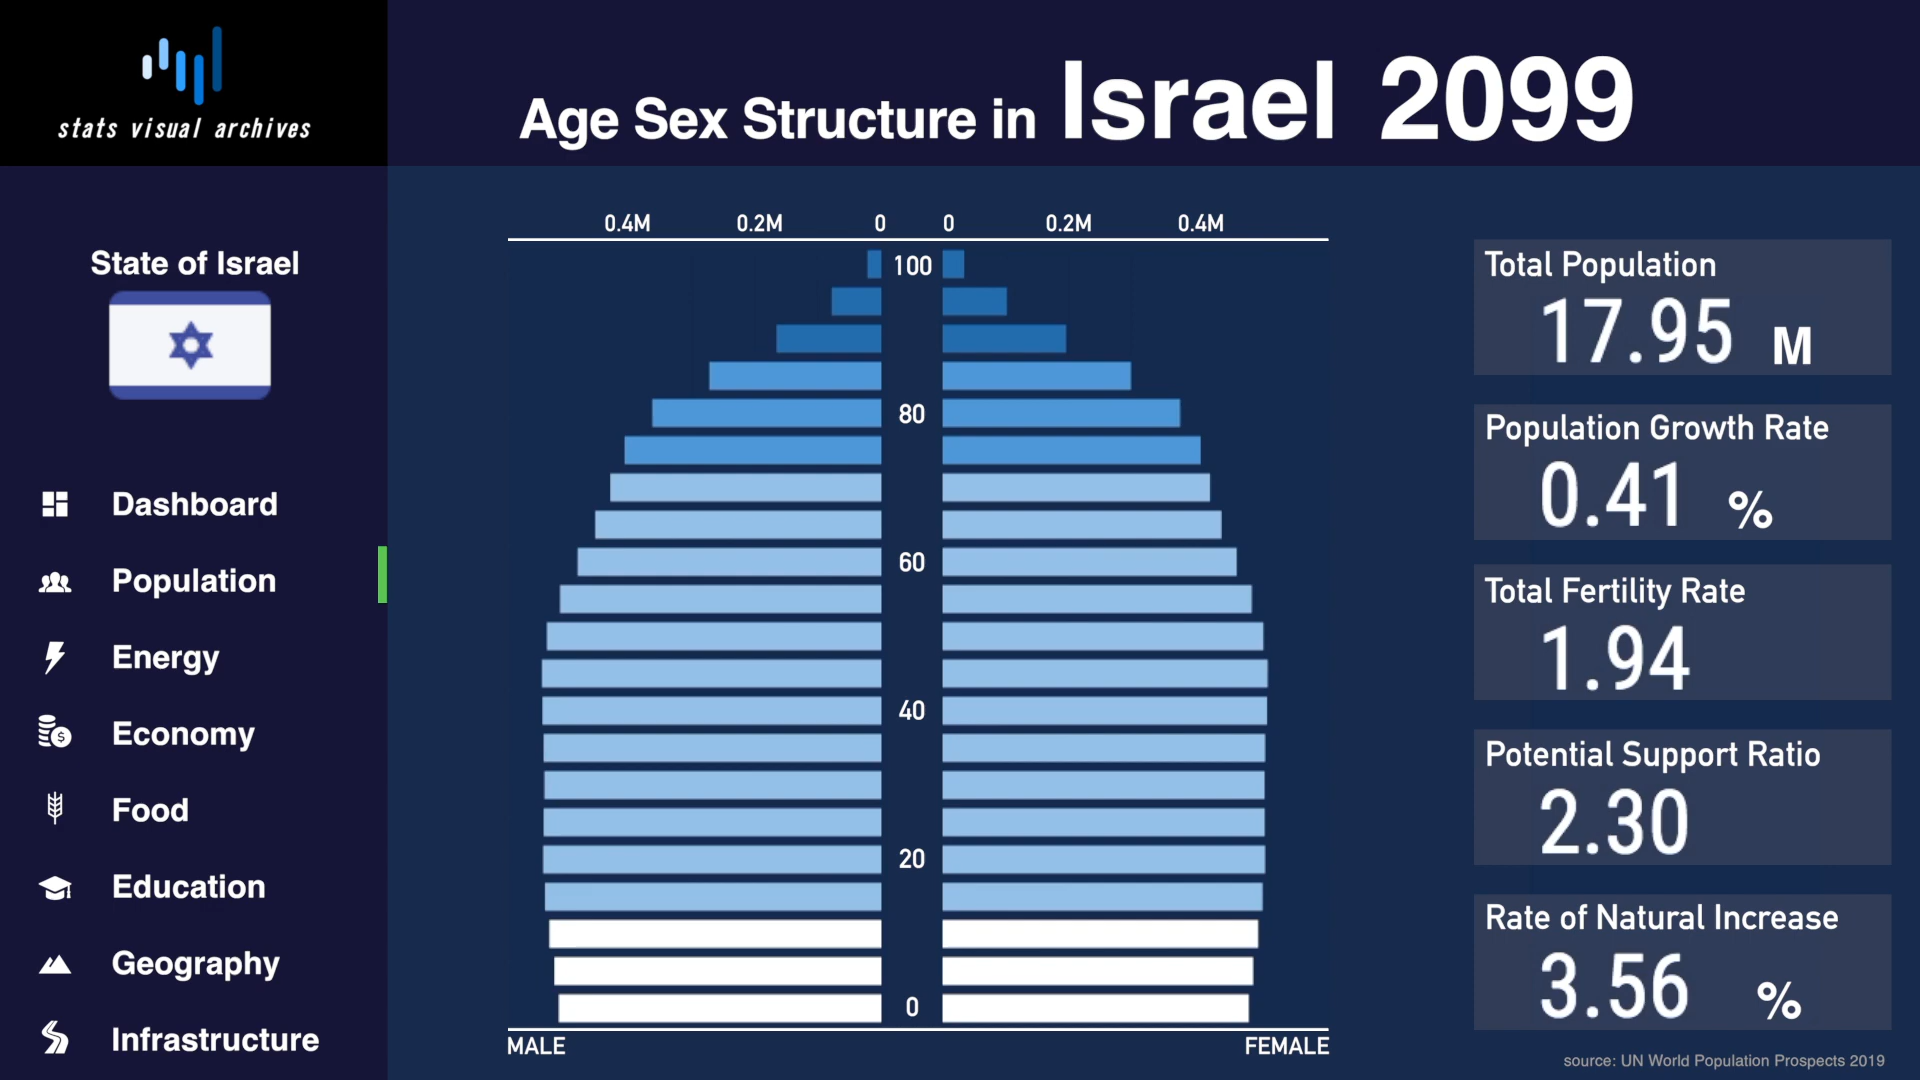 stats visual archives
Age Sex Structure in Israel 2099
State of Israel
Dashboard
Population
Energy
Economy
Food
Education
Geography
Infrastructure
0.4M 0.2M 0 0 0.2M 0.4M
100
80
60
40
20
0
MALE FEMALE
Total Population
17.95 M
Population Growth Rate
0.41 %
Total Fertility Rate
1.94
Potential Support Ratio
2.30
Rate of Natural Increase
3.56 %
source: UN World Population Prospects 2019